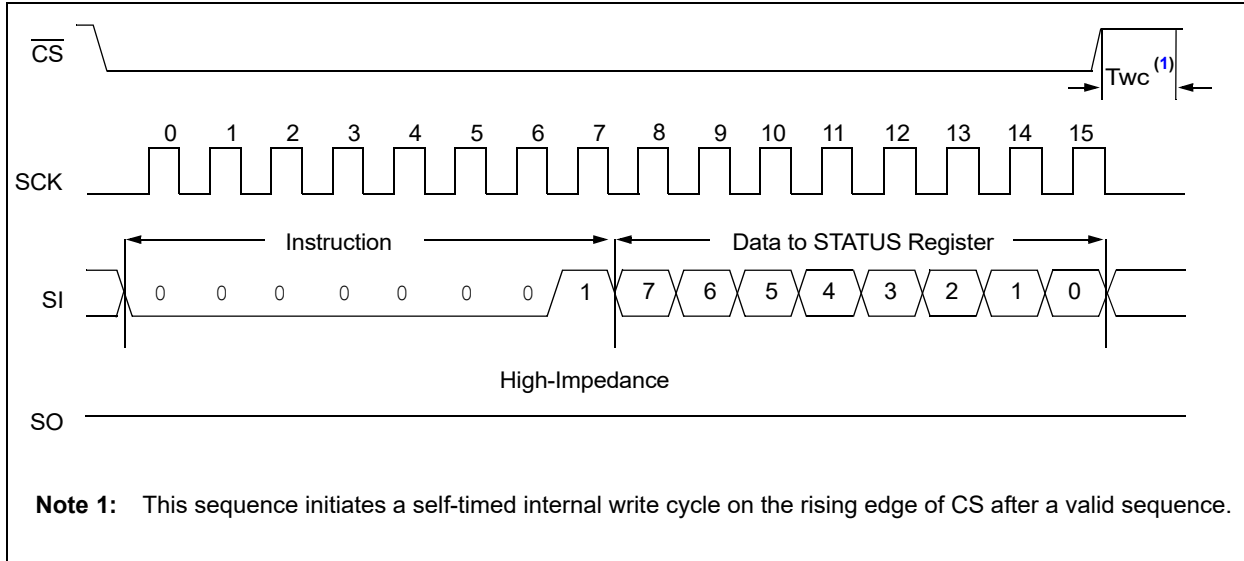 CS
Twc (1)
0 1 2 3 4 5 6 7 8 9 10 11 12 13 14 15
SCK
Instruction Data to STATUS Register
SI 0 0 0 0 0 0 0 1 7 6 5 4 3 2 1 0
High-Impedance
SO
Note 1: This sequence initiates a self-timed internal write cycle on the rising edge of CS after a valid sequence.